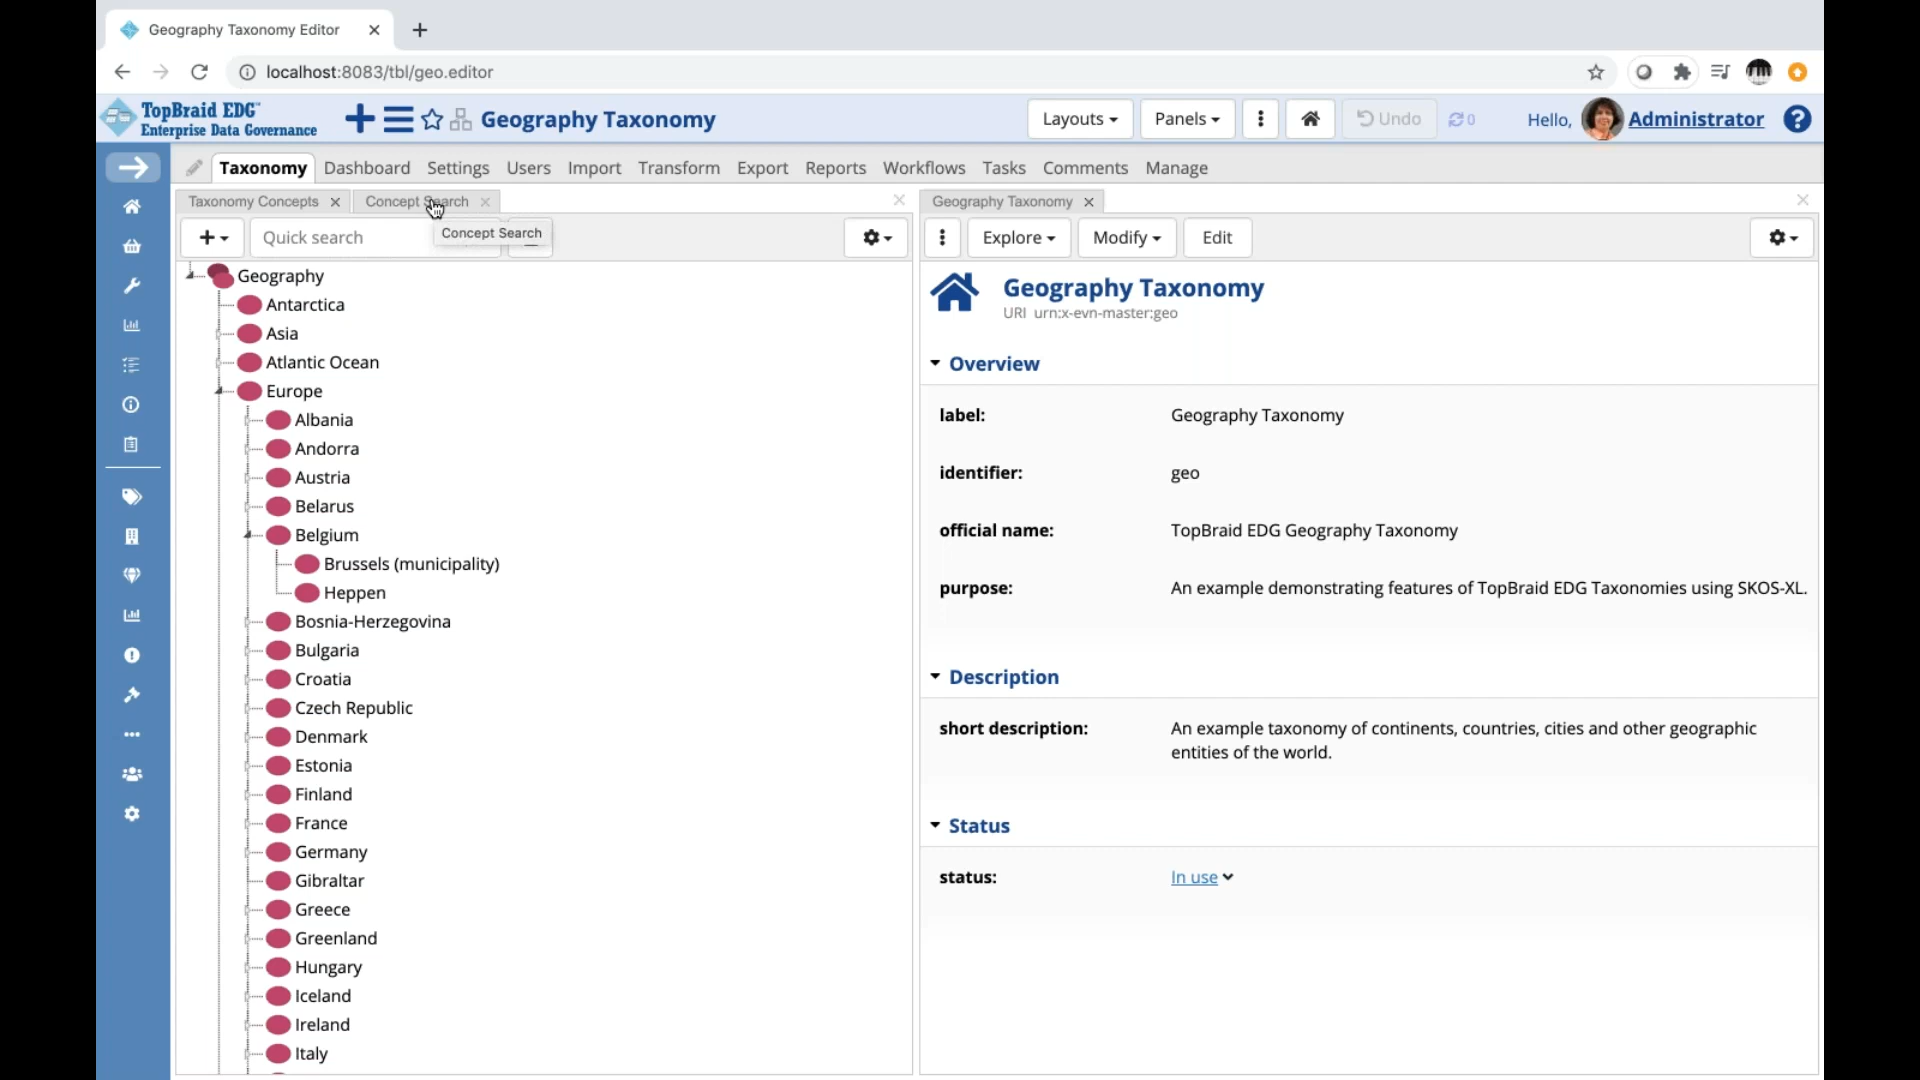 Geography Taxonomy Editor
localhost:8083/tbl/geo.editor
TopBraid EDG™
Enterprise Data Governance
Geography Taxonomy
Layouts
Panels
Undo
0
Hello,
Administrator
?
Taxonomy
Dashboard
Settings
Users
Import
Transform
Export
Reports
Workflows
Tasks
Comments
Manage
Taxonomy Concepts
Concept Search
Geography Taxonomy
Quick search
Concept Search
Explore
Modify
Edit
Geography
Antarctica
Asia
Atlantic Ocean
Europe
Albania
Andorra
Austria
Belarus
Belgium
Brussels (municipality)
Heppen
Bosnia-Herzegovina
Bulgaria
Croatia
Czech Republic
Denmark
Estonia
Finland
France
Germany
Gibraltar
Greece
Greenland
Hungary
Iceland
Ireland
Italy
Geography Taxonomy
URI urn:x-evn-master:geo
Overview
label: Geography Taxonomy
identifier: geo
official name: TopBraid EDG Geography Taxonomy
purpose: An example demonstrating features of TopBraid EDG Taxonomies using SKOS-XL.
Description
short description: An example taxonomy of continents, countries, cities and other geographic
entities of the world.
Status
status: In use